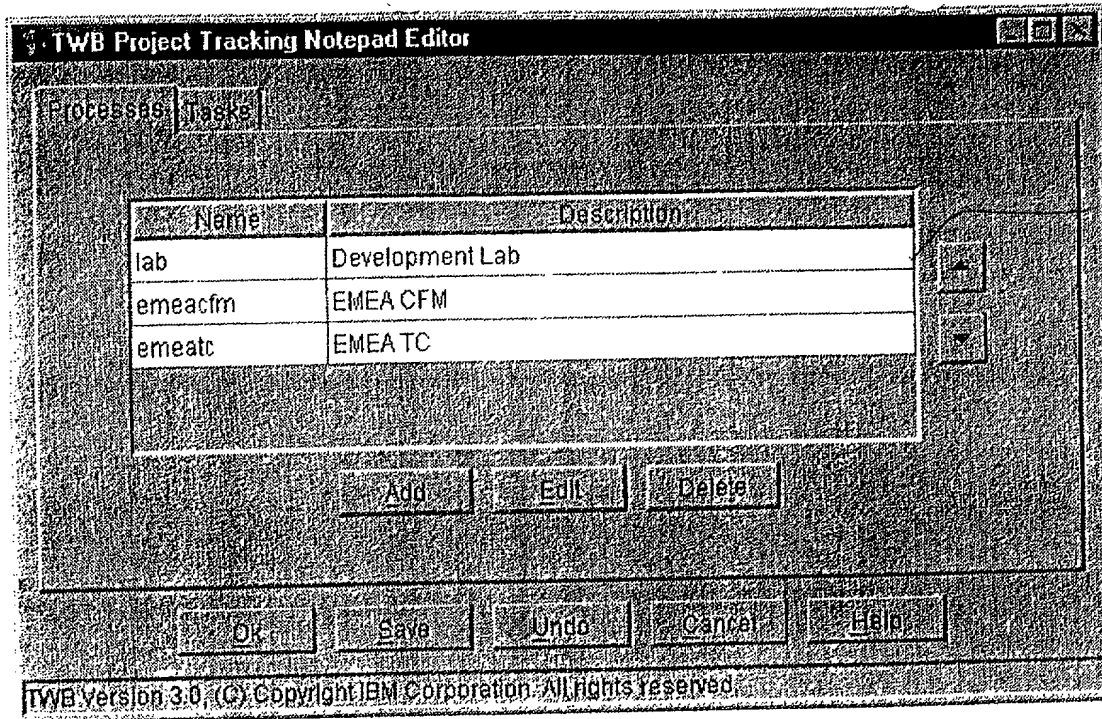 TWB Project Tracking Notepad Editor
Processes Tasks
Name Description
lab Development Lab
emeacfm EMEA CFM
emeatc EMEA TC
Add Edit Delete
Ok Save Undo Cancel Help
TWB Version 3.0, (C) Copyright IBM Corporation. All rights reserved.